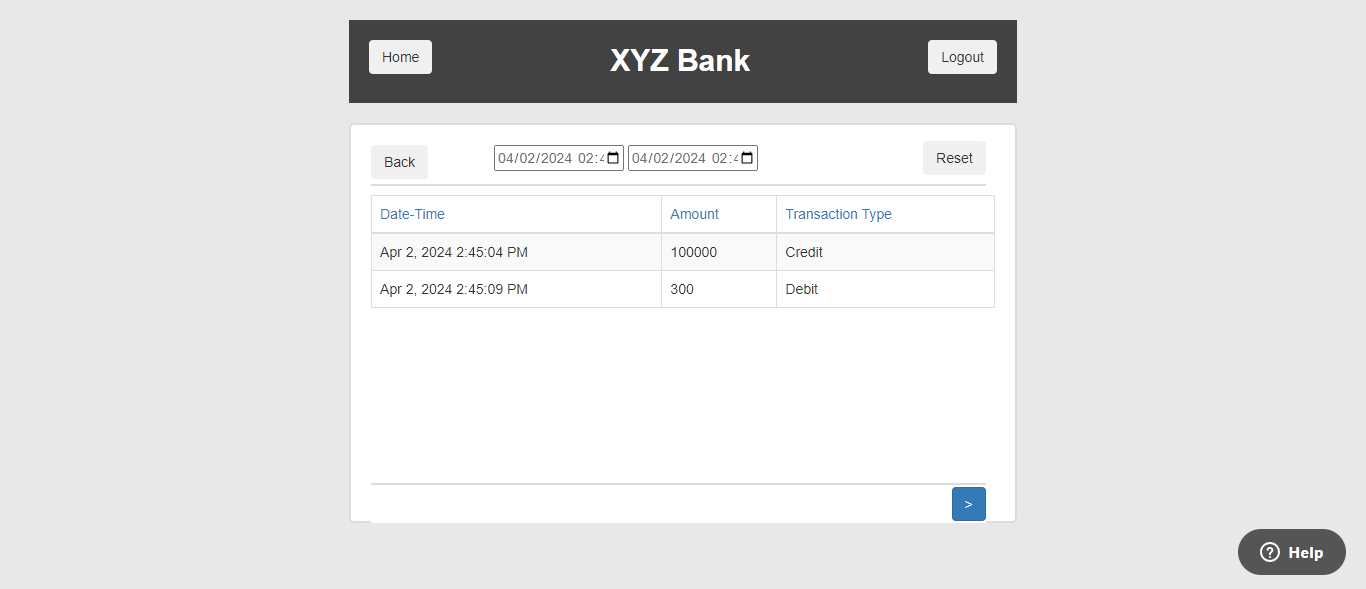 Home
XYZ Bank
Logout
Back
04/02/2024 02:4
04/02/2024 02:4
Reset
Date-Time Amount Transaction Type
Apr 2, 2024 2:45:04 PM 100000 Credit
Apr 2, 2024 2:45:09 PM 300 Debit
>
? Help